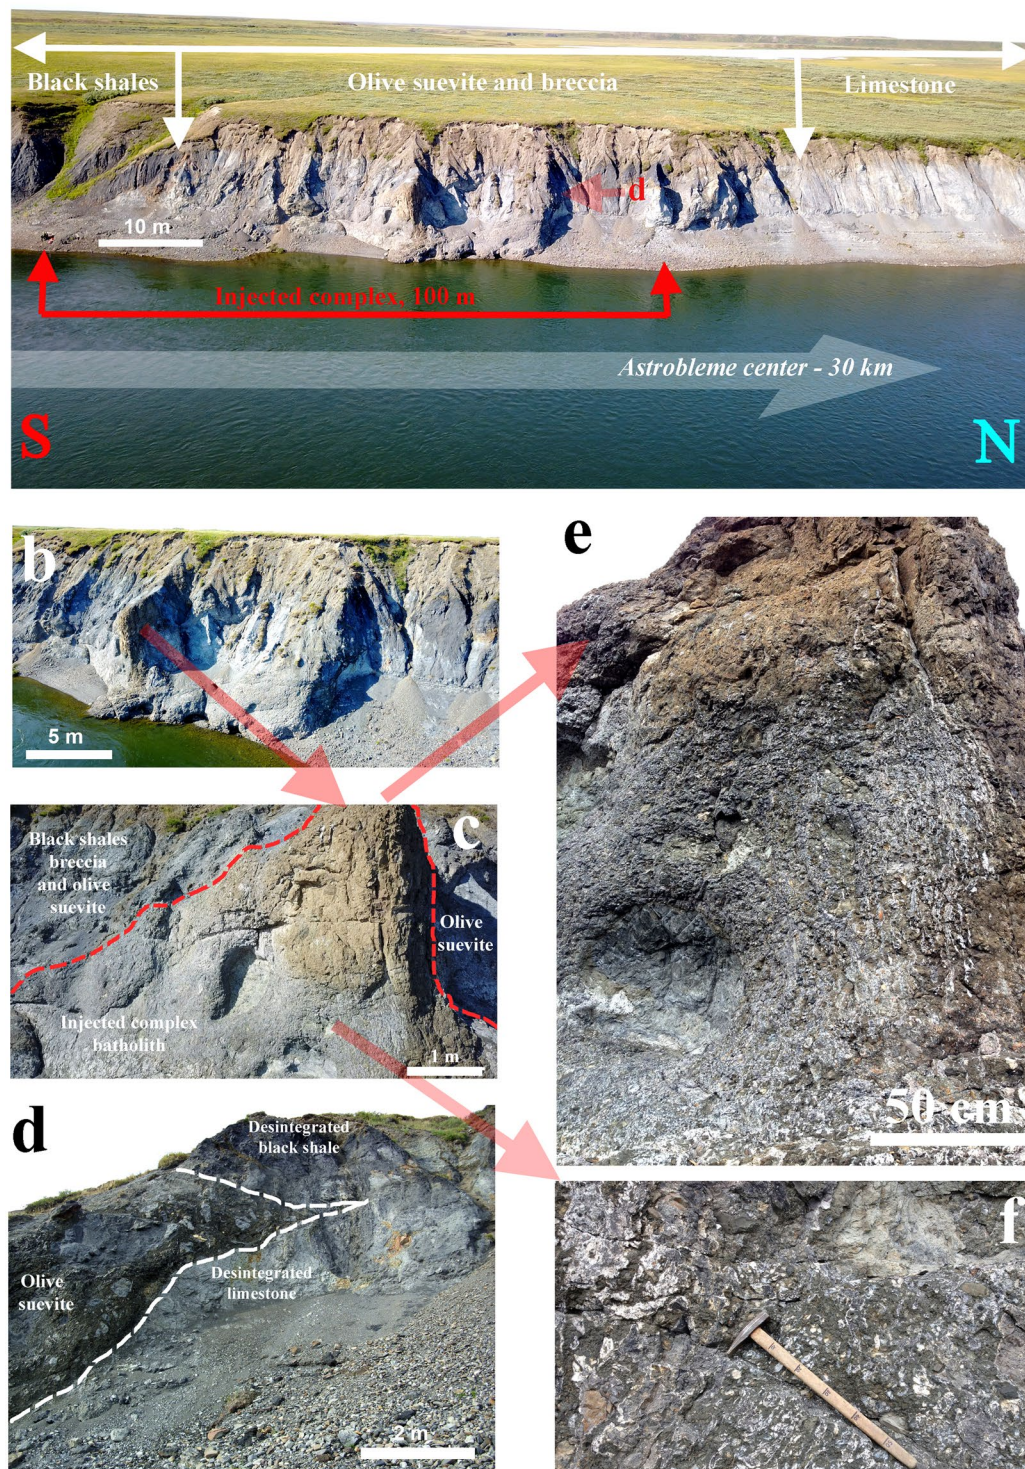 Black shales
Olive suevite and breccia
Limestone
d
10 m
Injected complex, 100 m
Astrobleme center - 30 km
S
N
b
5 m
e
50 cm
c
Black shales
breccia
and olive
suevite
Olive
suevite
Injected complex
batholith
1 m
d
Desintegrated
black shale
Olive
suevite
Desintegrated
limestone
2 m
f